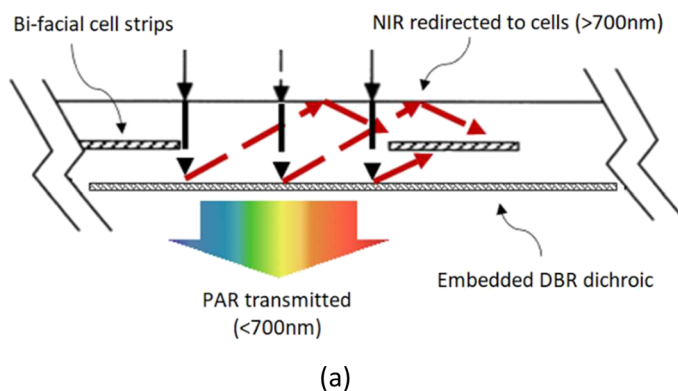 Bi-facial cell strips
NIR redirected to cells (>700nm)
PAR transmitted
(<700nm)
Embedded DBR dichroic
(a)